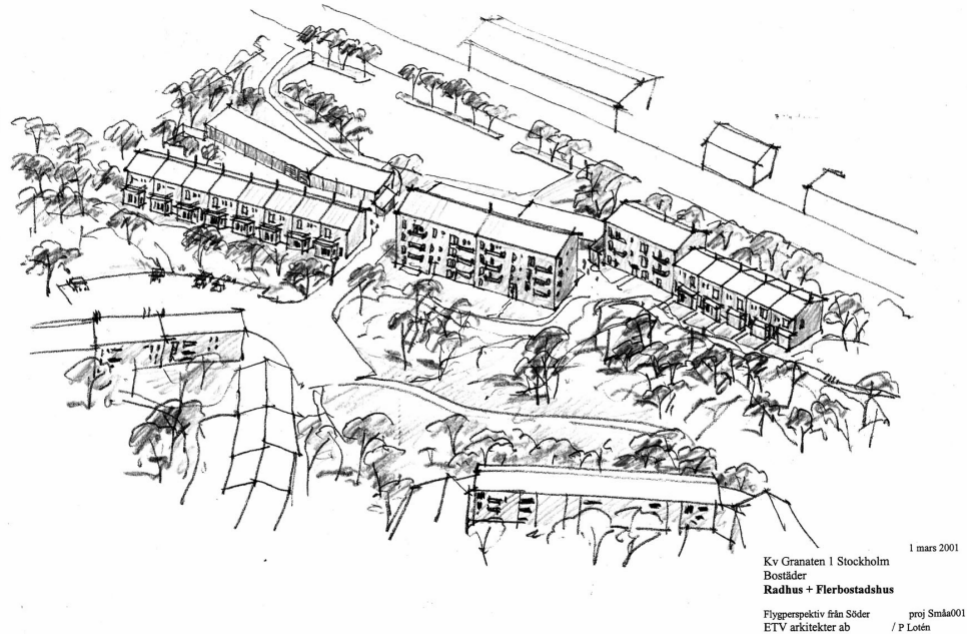 1 mars 2001
Kv Granaten 1 Stockholm
Bostäder
Radhus + Flerbostadshus
Flygperspektiv från Söder proj Småa001
ETV arkitekter ab / P Lotén